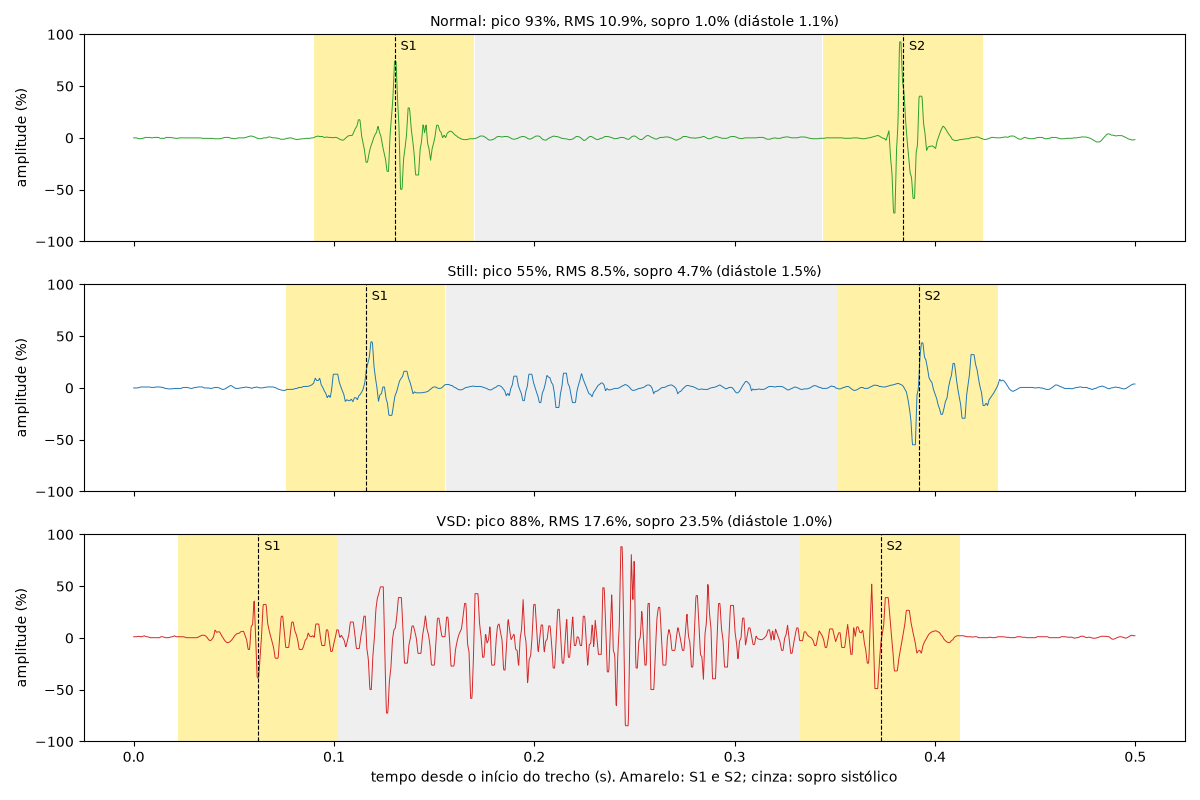 Normal: pico 93%, RMS 10.9%, sopro 1.0% (diástole 1.1%)
100
50
0
−50
−100
amplitude (%)
S1
S2
Still: pico 55%, RMS 8.5%, sopro 4.7% (diástole 1.5%)
100
50
0
−50
−100
amplitude (%)
S1
S2
VSD: pico 88%, RMS 17.6%, sopro 23.5% (diástole 1.0%)
100
50
0
−50
−100
amplitude (%)
S1
S2
0.0 0.1 0.2 0.3 0.4 0.5
tempo desde o início do trecho (s). Amarelo: S1 e S2; cinza: sopro sistólico